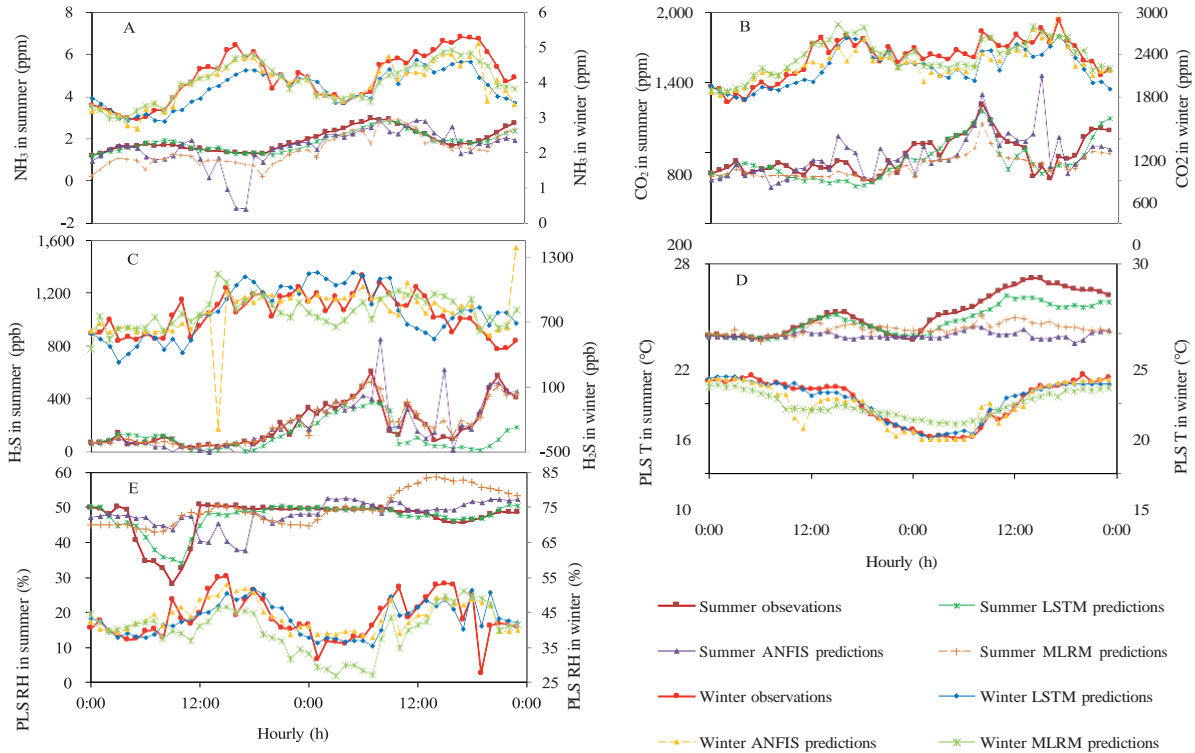 A
8
6
4
2
0
-2
NH₃ in summer (ppm)
6
5
4
3
2
1
0
NH₃ in winter (ppm)
B
2,000
1,400
800
200
CO₂ in summer (ppm)
3000
2400
1800
1200
600
0
CO2 in winter (ppm)
C
1,600
1,200
800
400
0
H₂S in summer (ppb)
1300
700
100
-500
H₂S in winter (ppb)
D
28
22
16
10
PLS T in summer (°C)
30
25
20
15
PLS T in winter (°C)
0:00
12:00
0:00
12:00
0:00
Hourly (h)
E
60
50
40
30
20
10
0
PLS RH in summer (%)
85
75
65
55
45
35
25
PLS RH in winter (%)
0:00
12:00
0:00
12:00
0:00
Hourly (h)
Summer obsevations
Summer LSTM predictions
Summer ANFIS predictions
Summer MLRM predictions
Winter obsevations
Winter LSTM predictions
Winter ANFIS predictions
Winter MLRM predictions